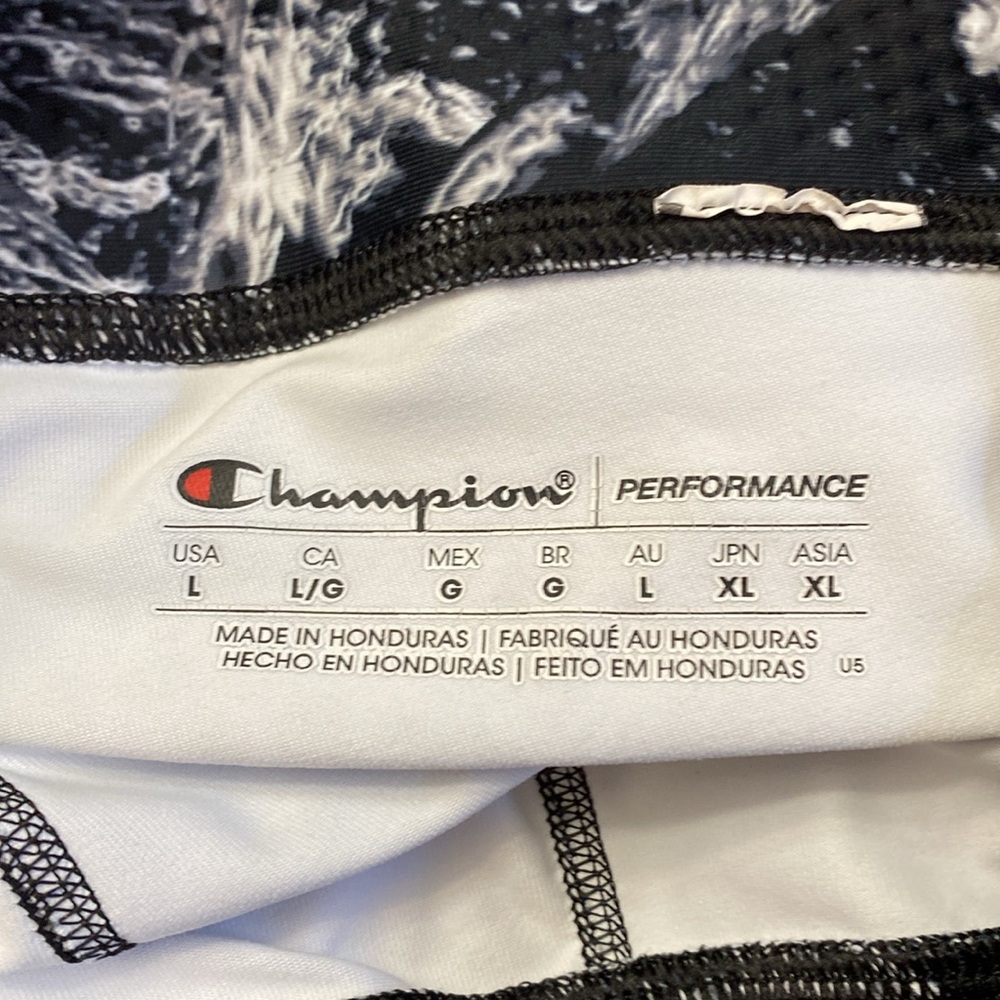 Champion® | PERFORMANCE
USA CA MEX BR AU JPN ASIA
L L/G G G L XL XL
MADE IN HONDURAS | FABRIQUÉ AU HONDURAS
HECHO EN HONDURAS | FEITO EM HONDURAS U5